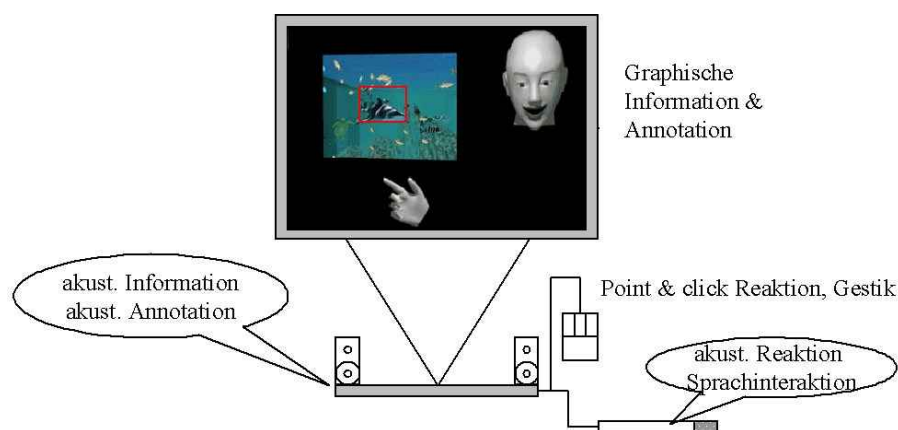 Graphische
Information &
Annotation
akust. Information
akust. Annotation
Point & click Reaktion, Gestik
akust. Reaktion
Sprachinteraktion